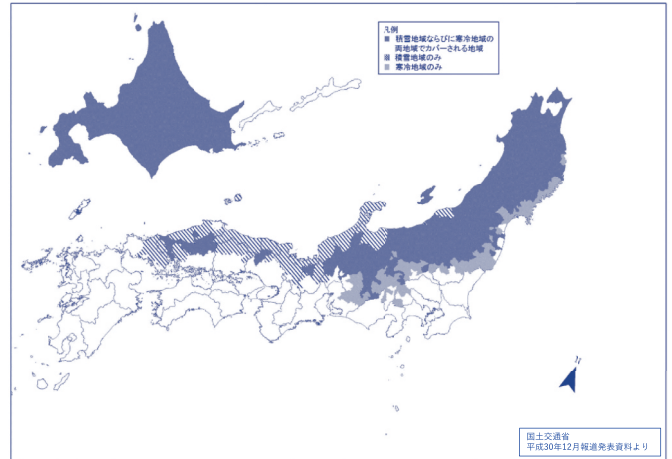 凡例
積雪地域ならびに寒冷地域の
両地域でカバーされる地域
積雪地域のみ
寒冷地域のみ
N
国土交通省
平成30年12月報道発表資料より